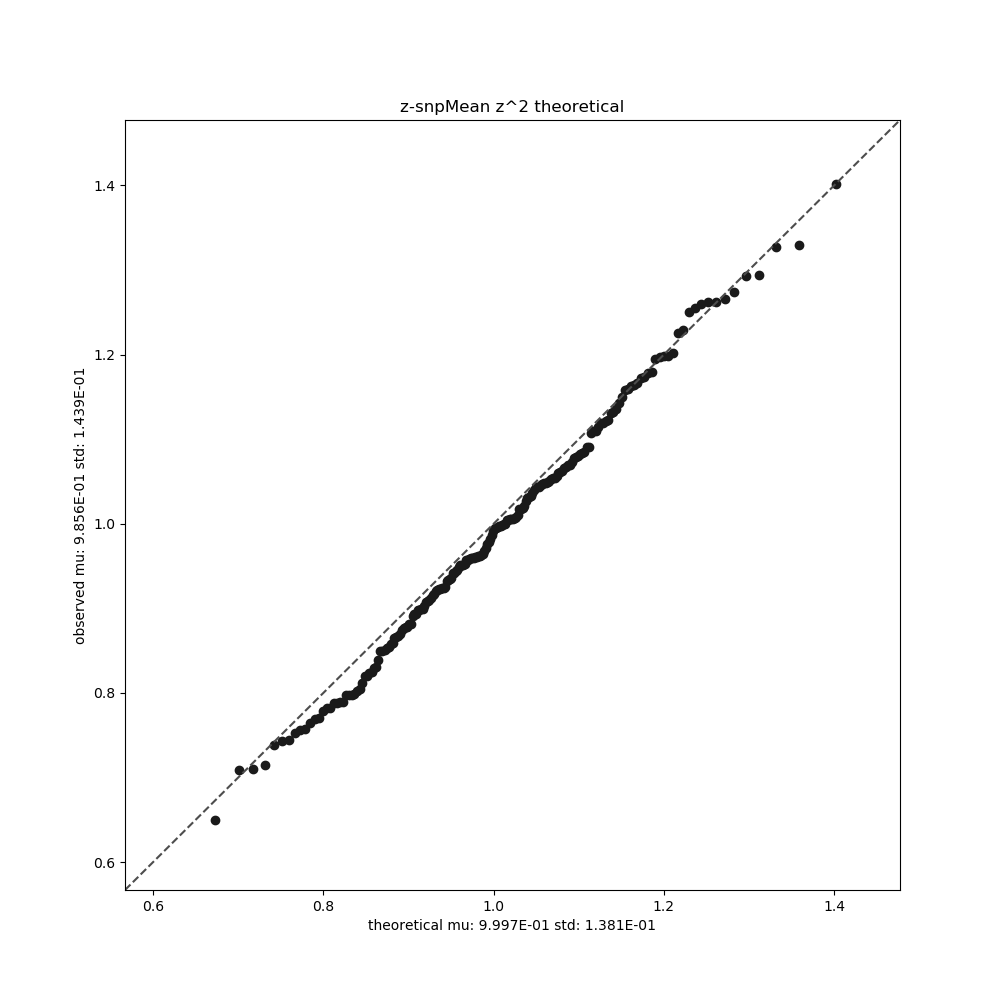 z-snpMean z^2 theoretical
observed mu: 9.856E-01 std: 1.439E-01
1.4
1.2
1.0
0.8
0.6
0.6 0.8 1.0 1.2 1.4
theoretical mu: 9.997E-01 std: 1.381E-01